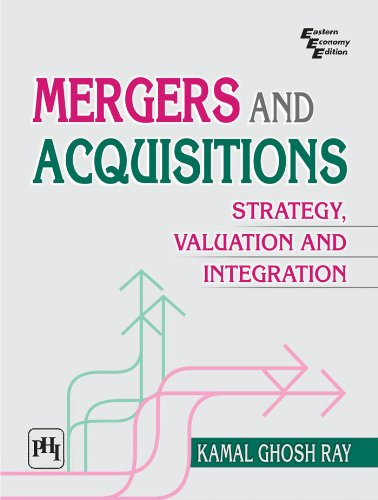 Eastern
Economy
Edition
MERGERS AND
ACQUISITIONS
STRATEGY,
VALUATION AND
INTEGRATION
PHI
KAMAL GHOSH RAY